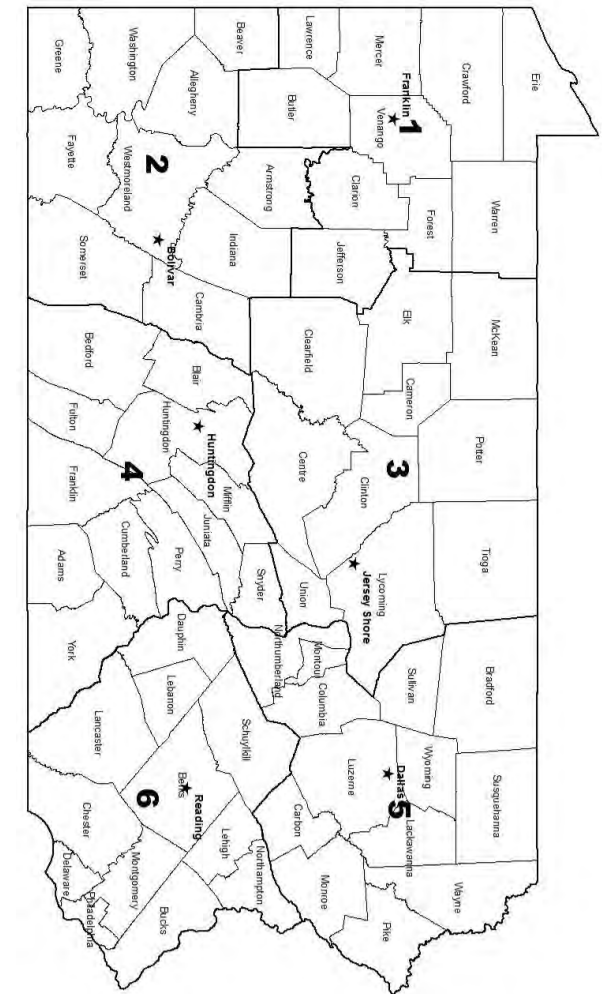 Erie
Crawford
Warren
McKean
Potter
Tioga
Bradford
Susquehanna
Wayne
Mercer
Franklin
1
Venango
Forest
Elk
Cameron
Clinton
3
Lycoming
Jersey Shore
Sullivan
Wyoming
Lackawanna
Dallas
5
Luzerne
Pike
Monroe
Lawrence
Butler
Clarion
Jefferson
Clearfield
Centre
Union
Montour
Columbia
Northumberland
Carbon
Beaver
Armstrong
Indiana
Allegheny
Westmoreland
2
Bolivar
Cambria
Blair
Huntingdon
Huntingdon
Mifflin
Juniata
Snyder
4
Perry
Dauphin
Schuylkill
Lebanon
Berks
Reading
6
Lehigh
Northampton
Bucks
Montgomery
Washington
Greene
Fayette
Somerset
Bedford
Fulton
Franklin
Cumberland
Adams
York
Lancaster
Chester
Delaware
Philadelphia